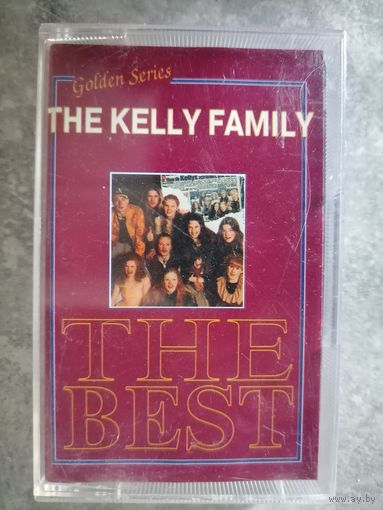 Golden Series
THE KELLY FAMILY
THE
BEST
www.ay.by